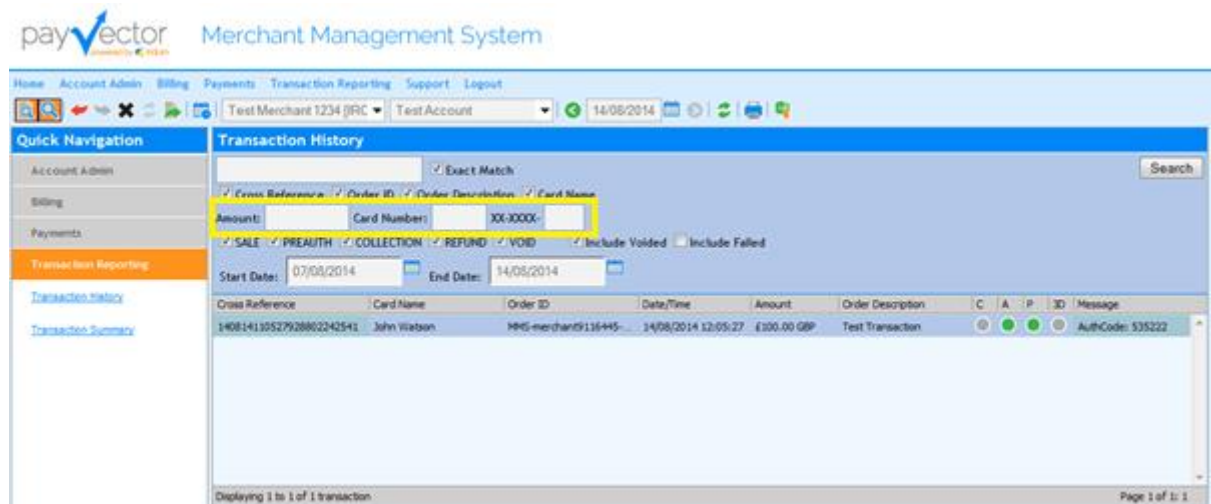 payvector Merchant Management System
Home Account Admin Billing Payments Transaction Reporting Support Logout
Test Merchant 1234 (IRC Test Account 14/08/2014
Quick Navigation
Transaction History
Account Admin
Billing
Payments
Transaction Reporting
Transaction History
Transaction Summary
Exact Match Search
Cross Reference Order ID Order Description Card Name
Amount: Card Number: XX-XXXX-
SALE PREAUTH COLLECTION REFUND VOID Include Voided Include Failed
Start Date: 07/08/2014 End Date: 14/08/2014
Cross Reference Card Name Order ID Date/Time Amount Order Description C A P 3D Message
140814110527928802242541 John Watson MMS-merchant9116445-... 14/08/2014 12:05:27 £100.00 GBP Test Transaction AuthCode: 535222
Displaying 1 to 1 of 1 transaction Page 1 of 1: 1